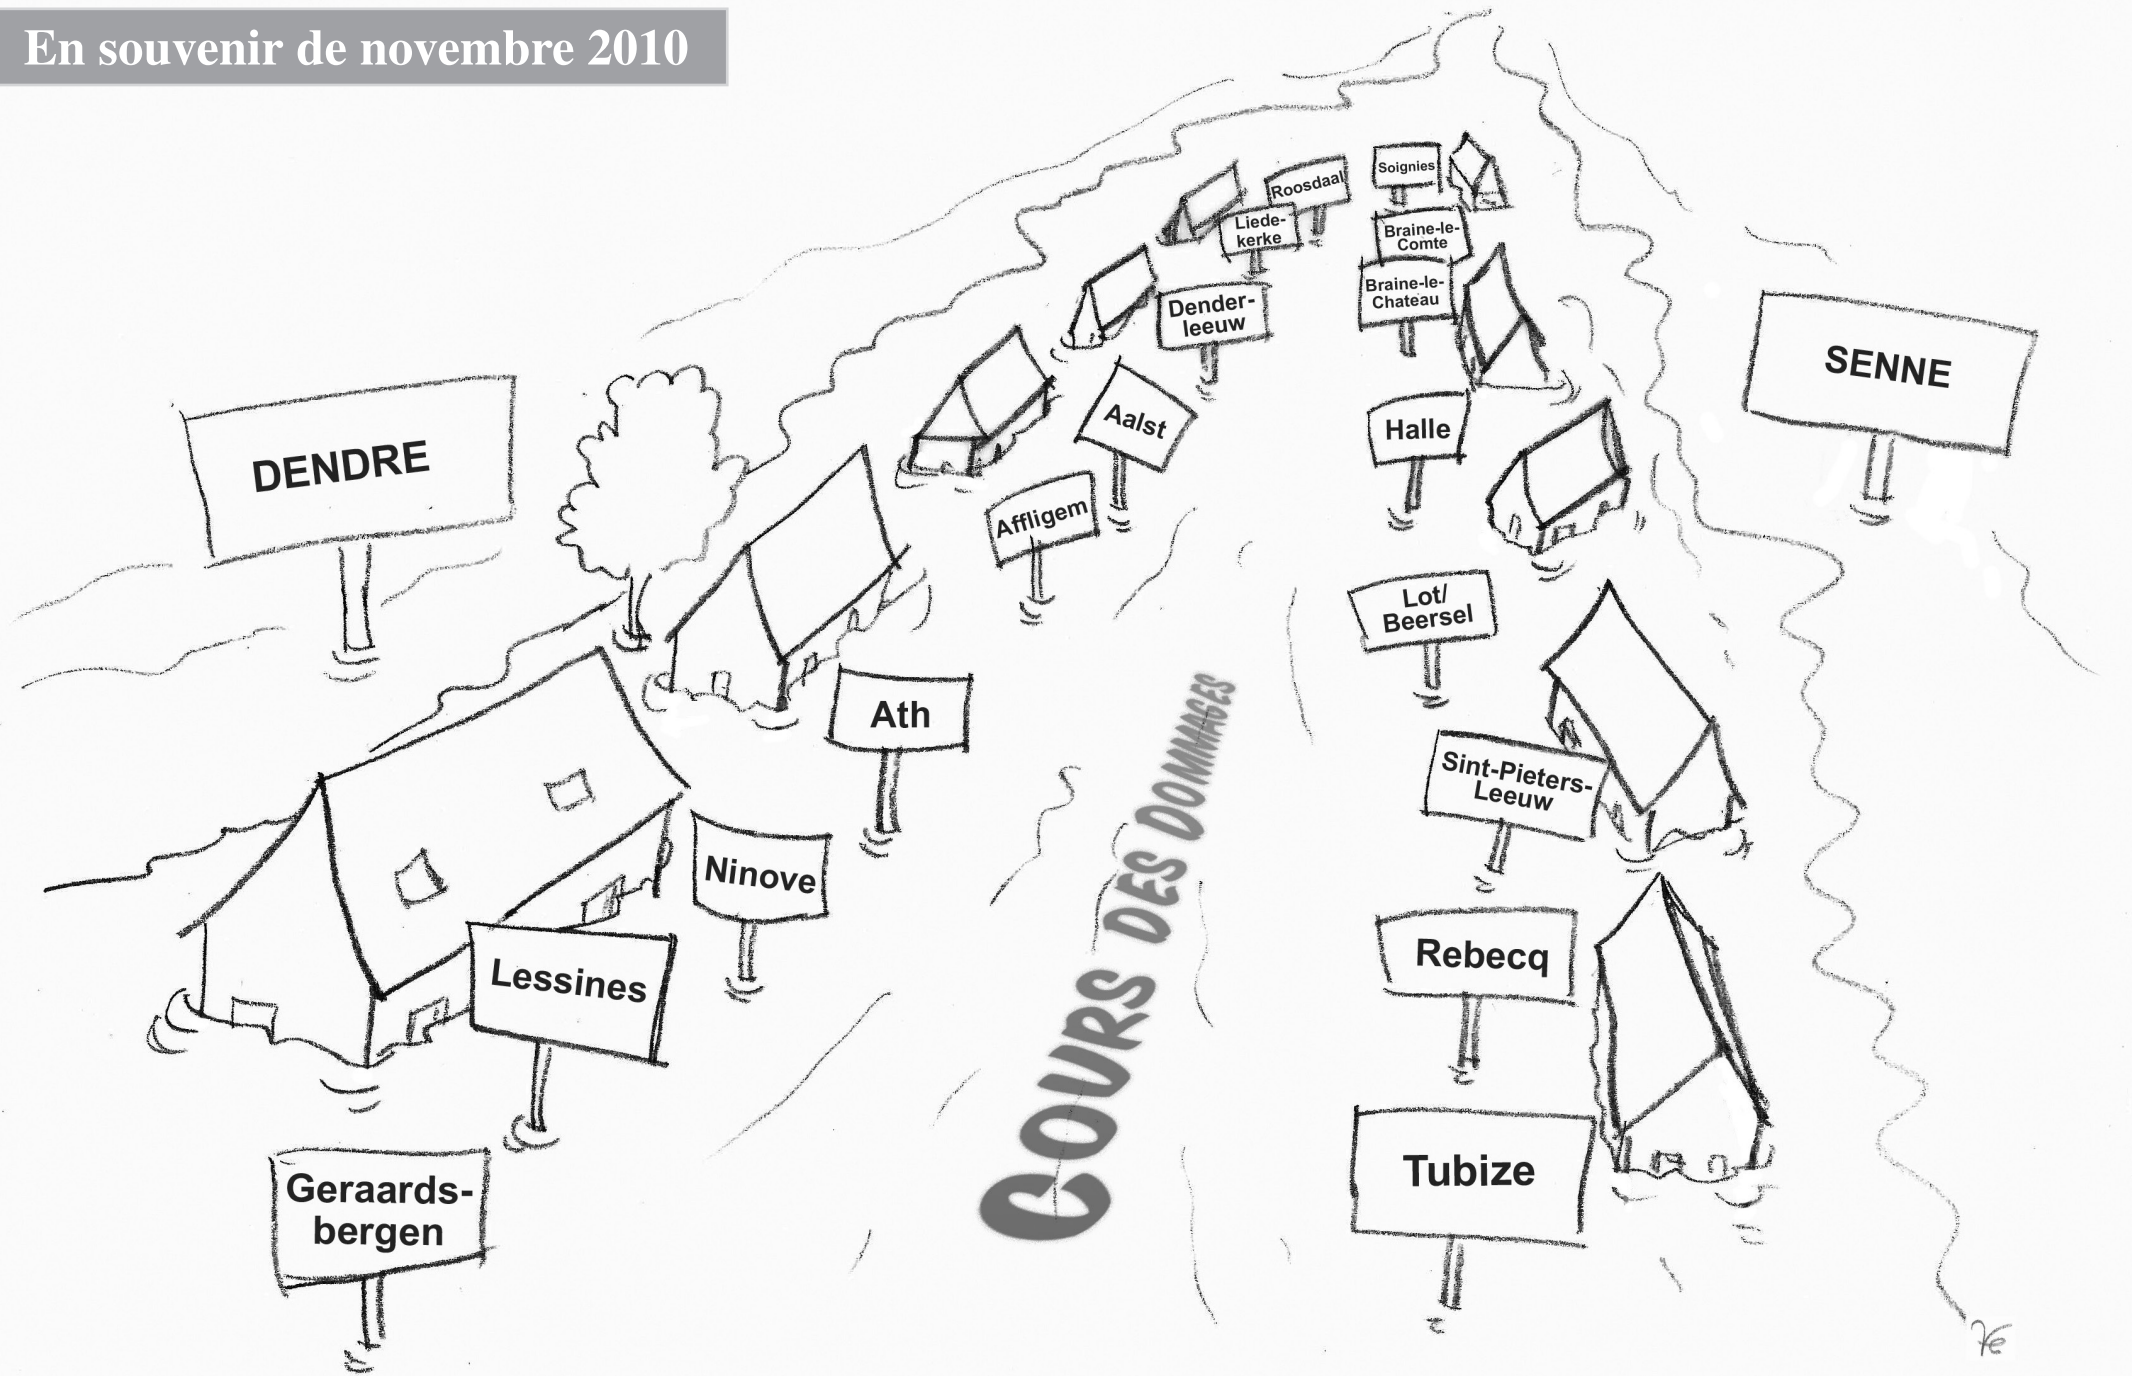 En souvenir de novembre 2010
DENDRE
SENNE
Roosdaal
Liede-
kerke
Dender-
leeuw
Aalst
Affligem
Ath
Ninove
Lessines
Geraards-
bergen
Soignies
Braine-le-
Comte
Braine-le-
Chateau
Halle
Lot/
Beersel
Sint-Pieters-
Leeuw
Rebecq
Tubize
COURS DES DOMMAGES